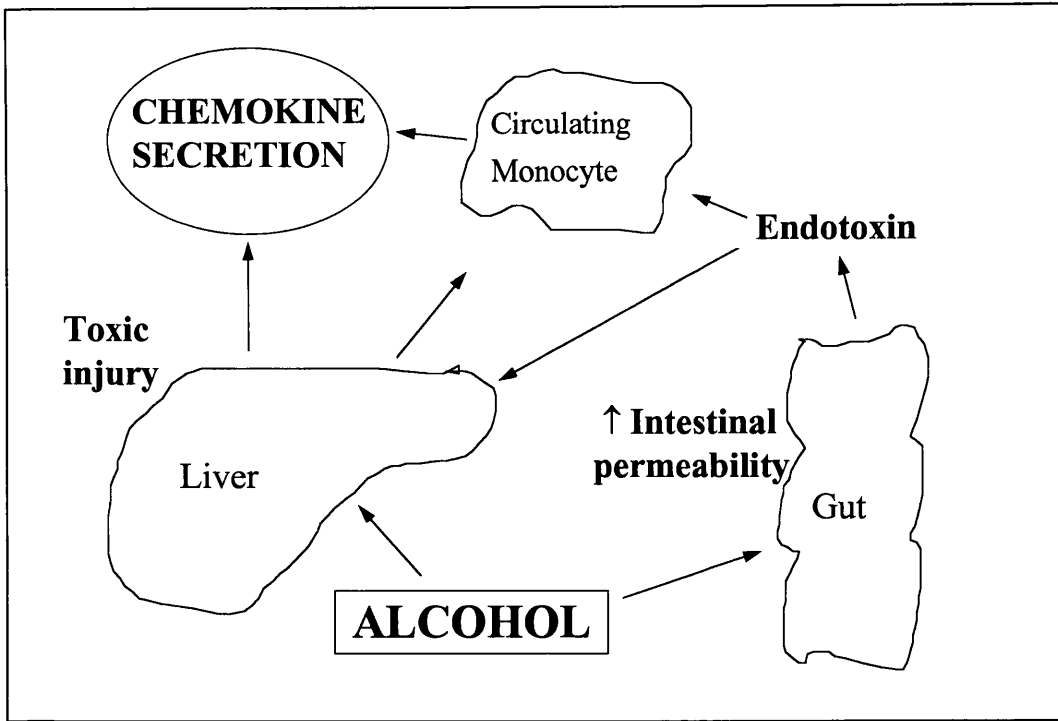 CHEMOKINE
SECRETION
Circulating
Monocyte
Endotoxin
Toxic
injury
↑ Intestinal
permeability
Liver
Gut
ALCOHOL